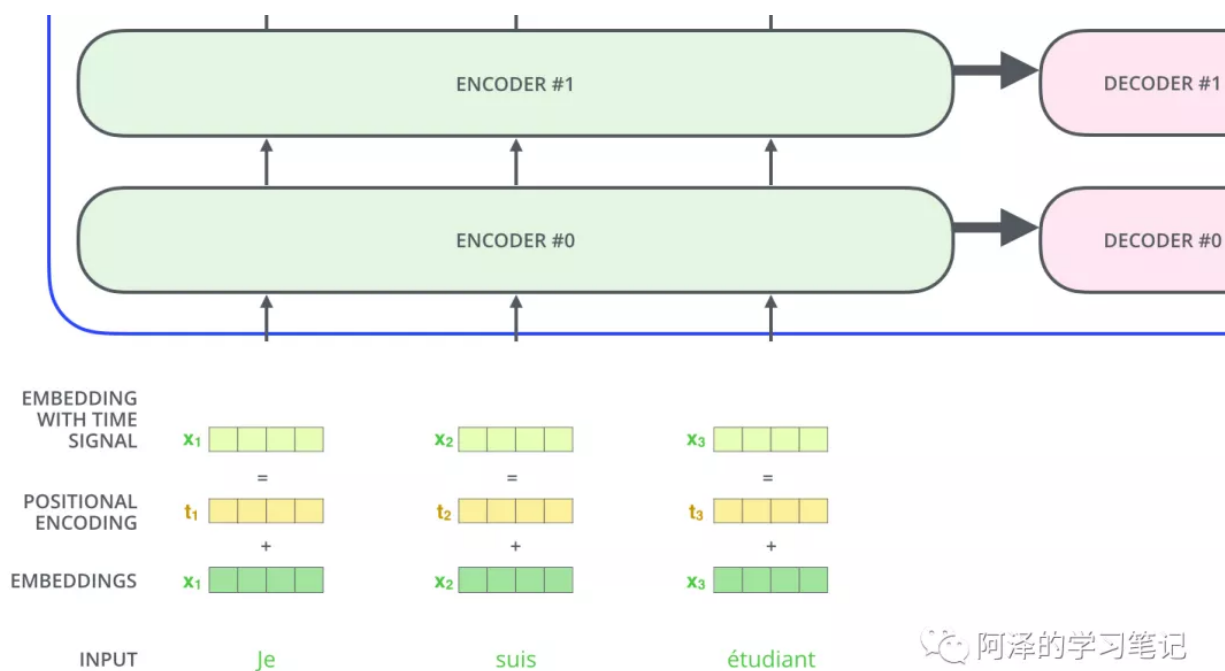 ENCODER #1
DECODER #1
ENCODER #0
DECODER #0
EMBEDDING
WITH TIME
SIGNAL
x₁
x₂
x₃
=
=
=
POSITIONAL
ENCODING
t₁
t₂
t₃
+
+
+
EMBEDDINGS
x₁
x₂
x₃
INPUT
Je
suis
étudiant
阿泽的学习笔记